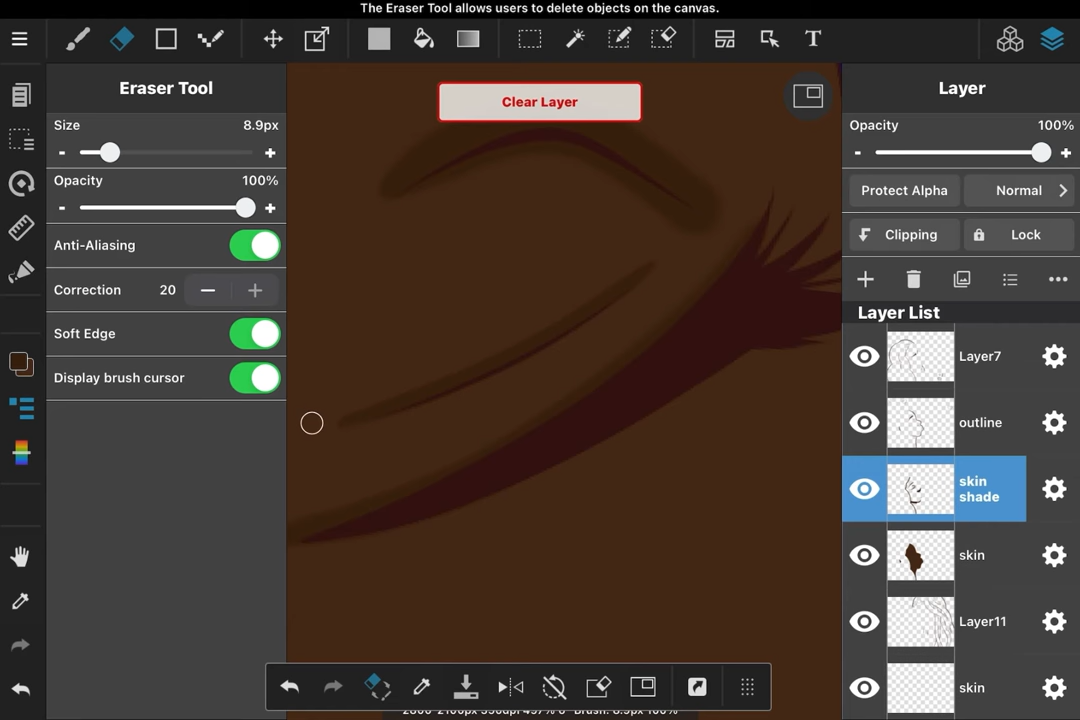 The Eraser Tool allows users to delete objects on the canvas.
T
Eraser Tool
Clear Layer
Layer
Size 8.9px
Opacity 100%
- +
- +
Opacity 100%
Protect Alpha Normal
- +
Anti-Aliasing
Clipping Lock
Correction 20 - +
Layer List
Soft Edge
Layer7
Display brush cursor
outline
skin
shade
skin
Layer11
skin